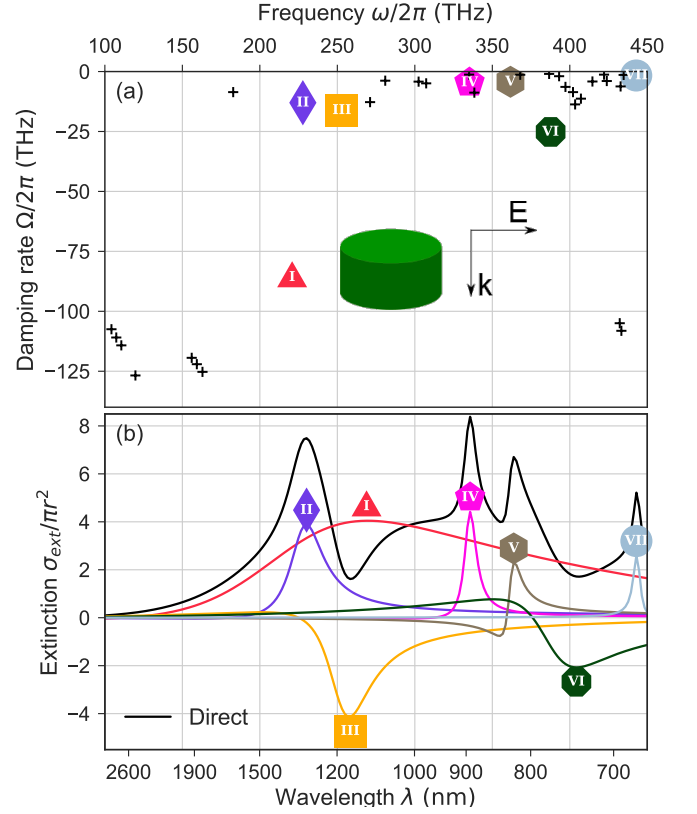 Frequency ω/2π (THz)
100 150 200 250 300 350 400 450
(a)
Damping rate Ω/2π (THz)
0
−25
−50
−75
−100
−125
I
II
III
IV
V
VI
VII
E
k
(b)
Extinction σ_ext/πr²
8
6
4
2
0
−2
−4
II
I
IV
V
VII
III
VI
Direct
2600 1900 1500 1200 1000 900 800 700
Wavelength λ (nm)